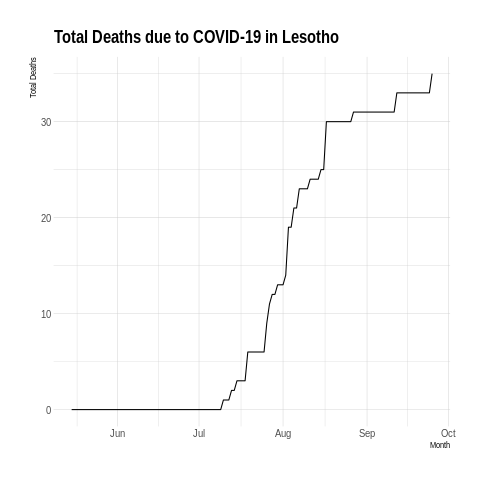 Total Deaths due to COVID-19 in Lesotho
Total Deaths
30
20
10
0
Jun Jul Aug Sep Oct
Month